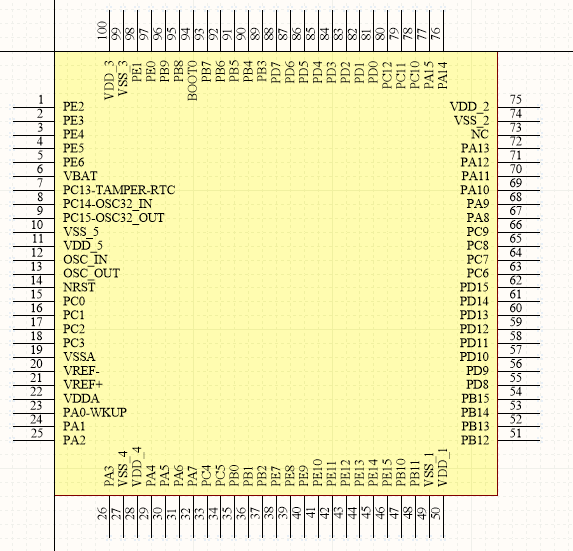 100 99 98 97 96 95 94 93 92 91 90 89 88 87 86 85 84 83 82 81 80 79 78 77 76
VDD_3 VSS_3 PE1 PE0 PB9 PB8 BOOT0 PB7 PB6 PB5 PB4 PB3 PD7 PD6 PD5 PD4 PD3 PD2 PD1 PD0 PC12 PC11 PC10 PA15 PA14
1 PE2 VDD_2 75
2 PE3 VSS_2 74
3 PE4 NC 73
4 PE5 PA13 72
5 PE6 PA12 71
6 VBAT PA11 70
7 PC13-TAMPER-RTC PA10 69
8 PC14-OSC32_IN PA9 68
9 PC15-OSC32_OUT PA8 67
10 VSS_5 PC9 66
11 VDD_5 PC8 65
12 OSC_IN PC7 64
13 OSC_OUT PC6 63
14 NRST PD15 62
15 PC0 PD14 61
16 PC1 PD13 60
17 PC2 PD12 59
18 PC3 PD11 58
19 VSSA PD10 57
20 VREF- PD9 56
21 VREF+ PD8 55
22 VDDA PB15 54
23 PA0-WKUP PB14 53
24 PA1 PB13 52
25 PA2 PB12 51
PA3 VSS_4 VDD_4 PA4 PA5 PA6 PA7 PC4 PC5 PB0 PB1 PB2 PE7 PE8 PE9 PE10 PE11 PE12 PE13 PE14 PE15 PB10 PB11 VSS_1 VDD_1
26 27 28 29 30 31 32 33 34 35 36 37 38 39 40 41 42 43 44 45 46 47 48 49 50